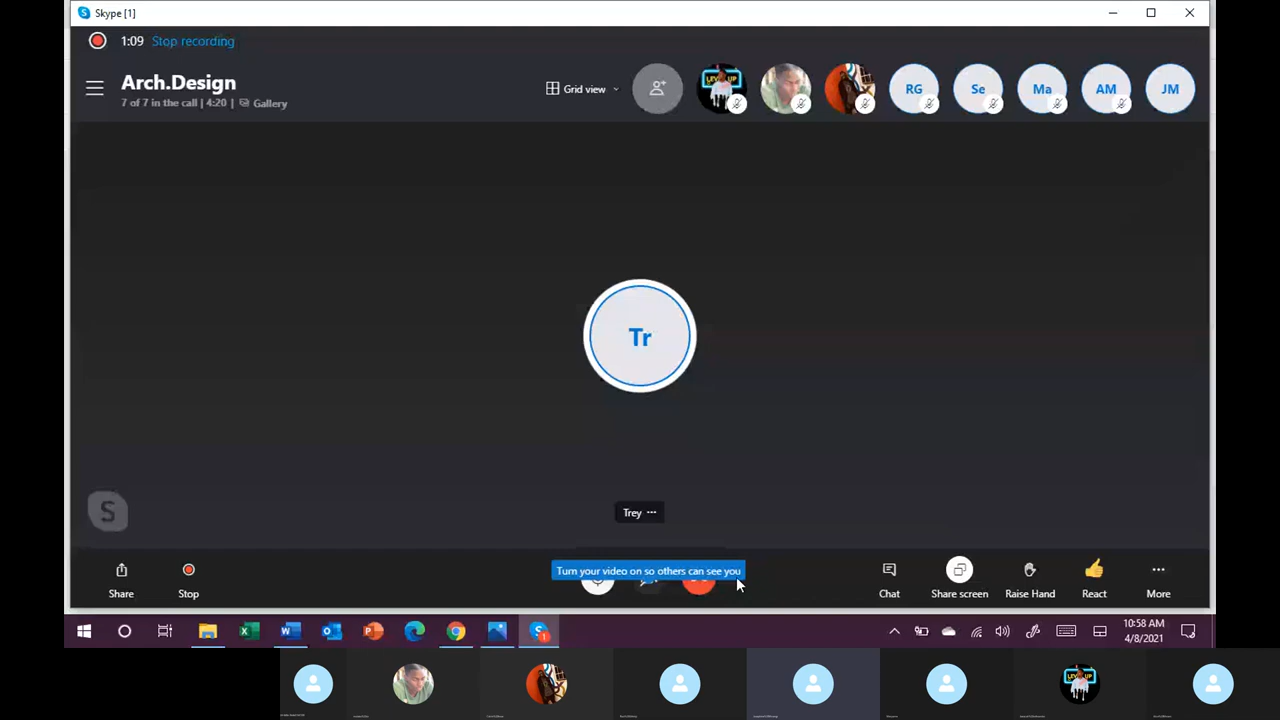 Skype [1]
1:09 Stop recording
Arch.Design
7 of 7 in the call | 4:20 | Gallery
Grid view
LEVEL UP
RG
Se
Ma
AM
JM
Tr
S
Trey ...
Turn your video on so others can see you
Share
Stop
Chat
Share screen
Raise Hand
React
More
10:58 AM
4/8/2021